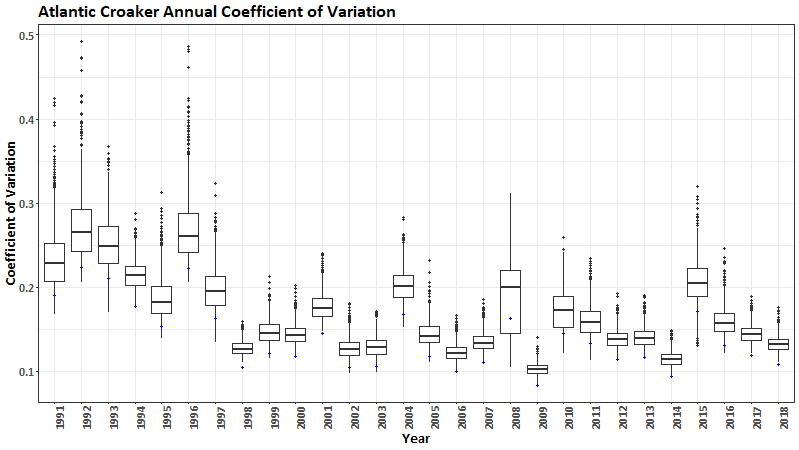 Atlantic Croaker Annual Coefficient of Variation
Coefficient of Variation
0.5
0.4
0.3
0.2
0.1
1991 1992 1993 1994 1995 1996 1997 1998 1999 2000 2001 2002 2003 2004 2005 2006 2007 2008 2009 2010 2011 2012 2013 2014 2015 2016 2017 2018
Year